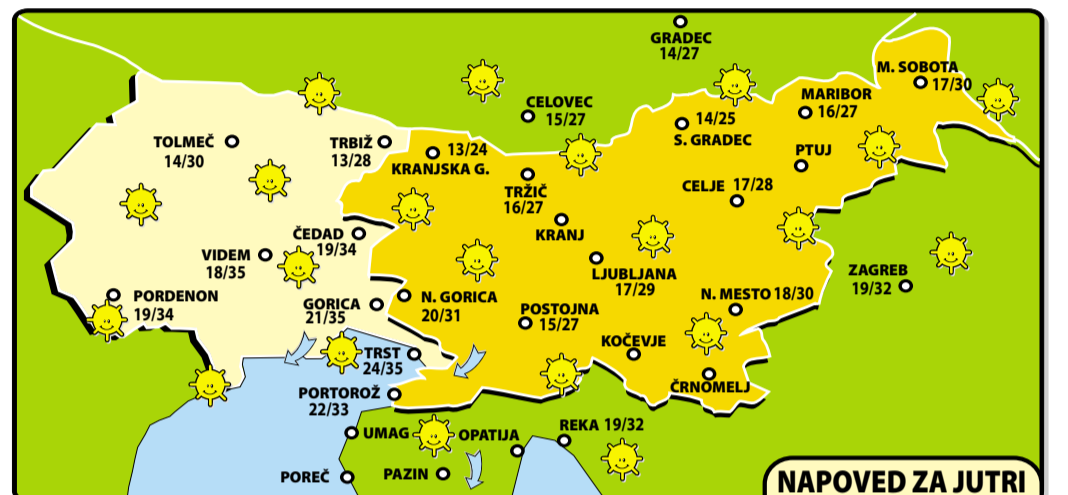 GRADEC
14/27
M. SOBOTA
17/30
MARIBOR
16/27
CELOVEC
15/27
14/25
S. GRADEC
TOLMEČ
14/30
TRBIŽ
13/28
13/24
KRANJSKA G.
PTUJ
TRŽIČ
16/27
CELJE 17/28
KRANJ
ČEDAD
19/34
VIDEM
18/35
LJUBLJANA
17/29
ZAGREB
19/32
PORDENON
19/34
GORICA
21/35
N. GORICA
20/31
POSTOJNA
15/27
N. MESTO 18/30
KOČEVJE
TRST
24/35
ČRNOMELJ
PORTOROŽ
22/33
UMAG
OPATIJA
REKA 19/32
POREČ
PAZIN
NAPOVED ZA JUTRI